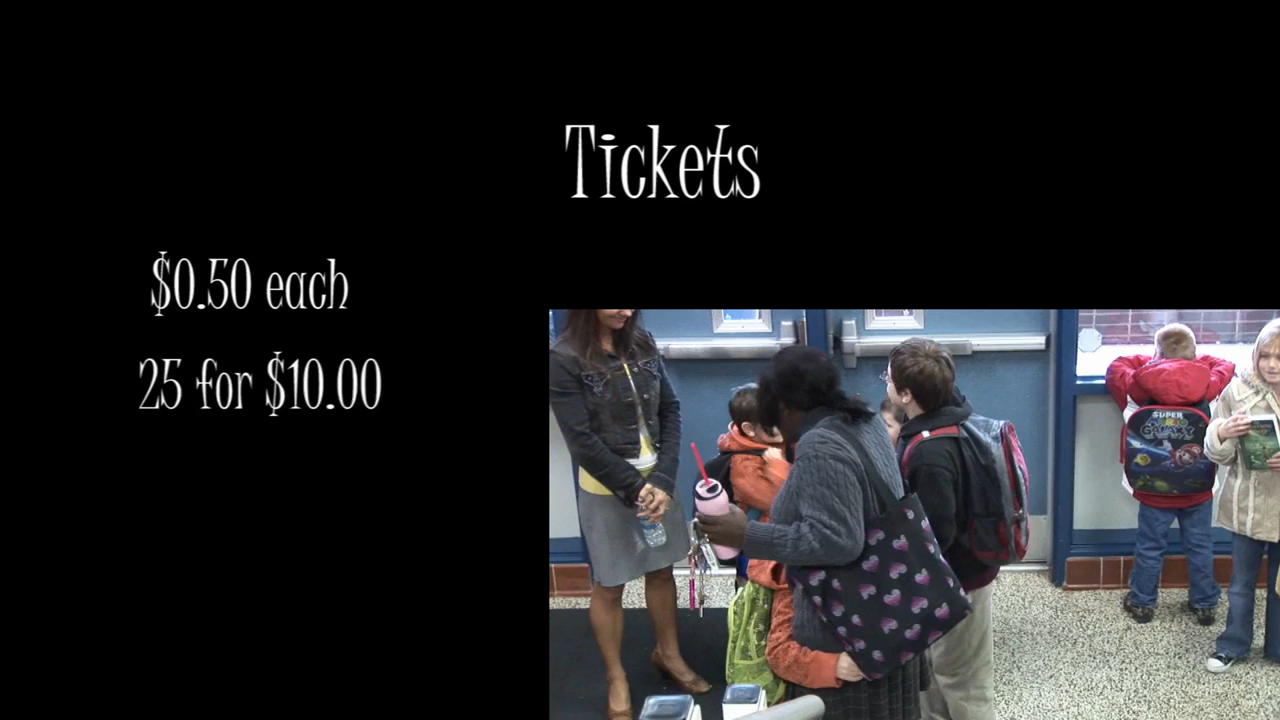 Tickets
$0.50 each
25 for $10.00
SUPER
MARIO
GALAXY